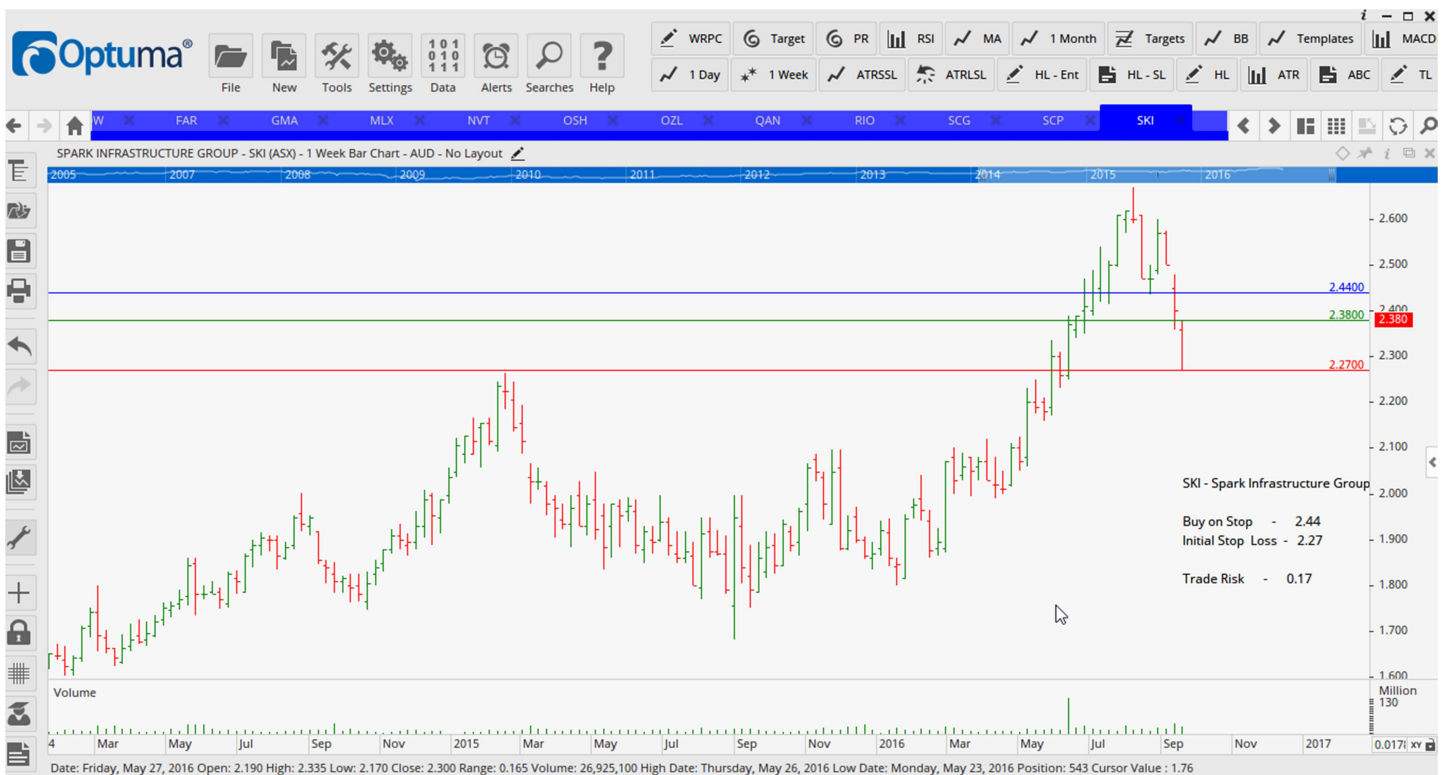 Optuma®
File
New
Tools
Settings
Data
Alerts
Searches
Help
WRPC
Target
PR
RSI
MA
1 Month
Targets
BB
Templates
MACD
1 Day
1 Week
ATRSSL
ATRLSL
HL - Ent
HL - SL
HL
ATR
ABC
TL
W FAR GMA MLX NVT OSH OZL QAN RIO SCG SCP SKI
SPARK INFRASTRUCTURE GROUP - SKI (ASX) - 1 Week Bar Chart - AUD - No Layout
2005 2007 2008 2009 2010 2011 2012 2013 2014 2015 2016
2.600
2.500
2.4400
2.400
2.3800
2.380
2.300
2.2700
2.200
2.100
SKI - Spark Infrastructure Group
2.000
Buy on Stop - 2.44
Initial Stop Loss - 2.27
1.900
Trade Risk - 0.17
1.800
1.700
1.600
Volume
Million
130
4 Mar May Jul Sep Nov 2015 Mar May Jul Sep Nov 2016 Mar May Jul Sep Nov 2017
XY
Date: Friday, May 27, 2016 Open: 2.190 High: 2.335 Low: 2.170 Close: 2.300 Range: 0.165 Volume: 26,925,100 High Date: Thursday, May 26, 2016 Low Date: Monday, May 23, 2016 Position: 543 Cursor Value : 1.76